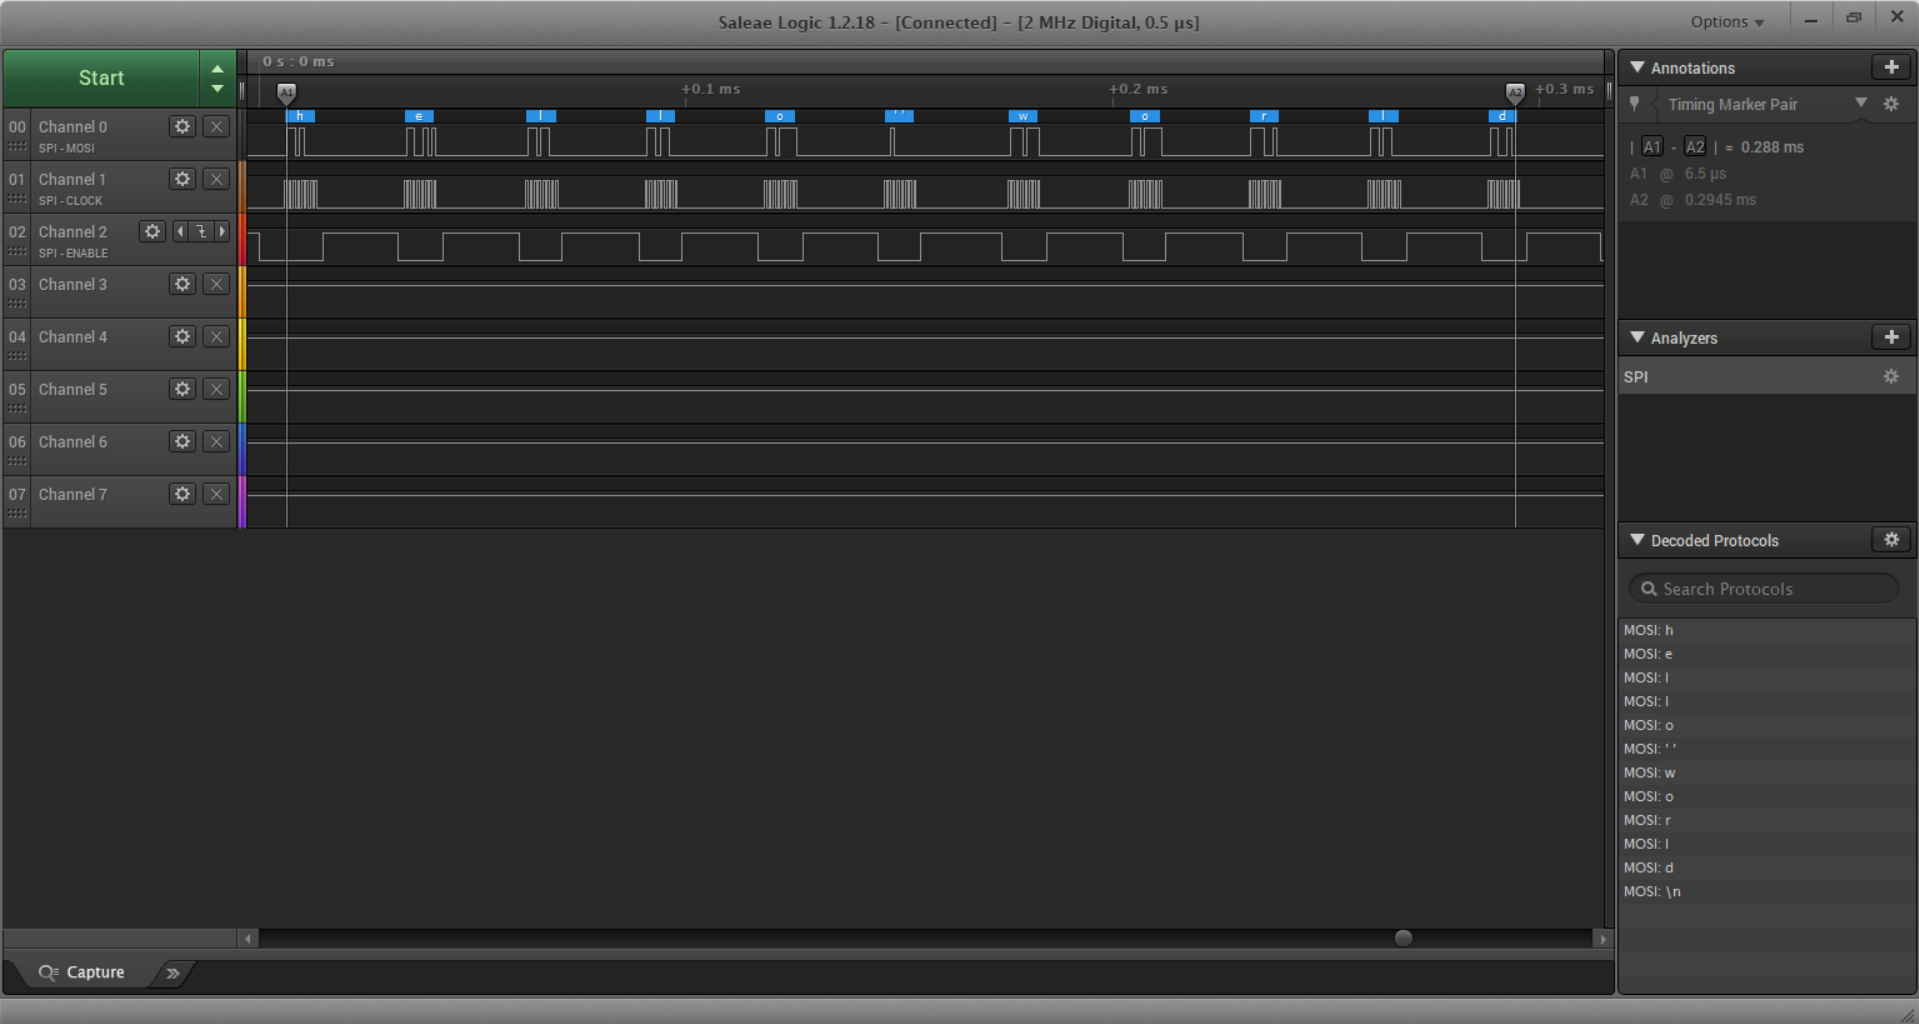 Saleae Logic 1.2.18 - [Connected] - [2 MHz Digital, 0.5 µs]
Options
Start
0 s : 0 ms
+0.1 ms
+0.2 ms
+0.3 ms
A1
A2
h e l l o ' ' w o r l d
00 Channel 0
SPI - MOSI
01 Channel 1
SPI - CLOCK
02 Channel 2
SPI - ENABLE
03 Channel 3
04 Channel 4
05 Channel 5
06 Channel 6
07 Channel 7
Capture
Annotations
Timing Marker Pair
| A1 - A2 | = 0.288 ms
A1 @ 6.5 µs
A2 @ 0.2945 ms
Analyzers
SPI
Decoded Protocols
Search Protocols
MOSI: h
MOSI: e
MOSI: l
MOSI: l
MOSI: o
MOSI: ' '
MOSI: w
MOSI: o
MOSI: r
MOSI: l
MOSI: d
MOSI: \n